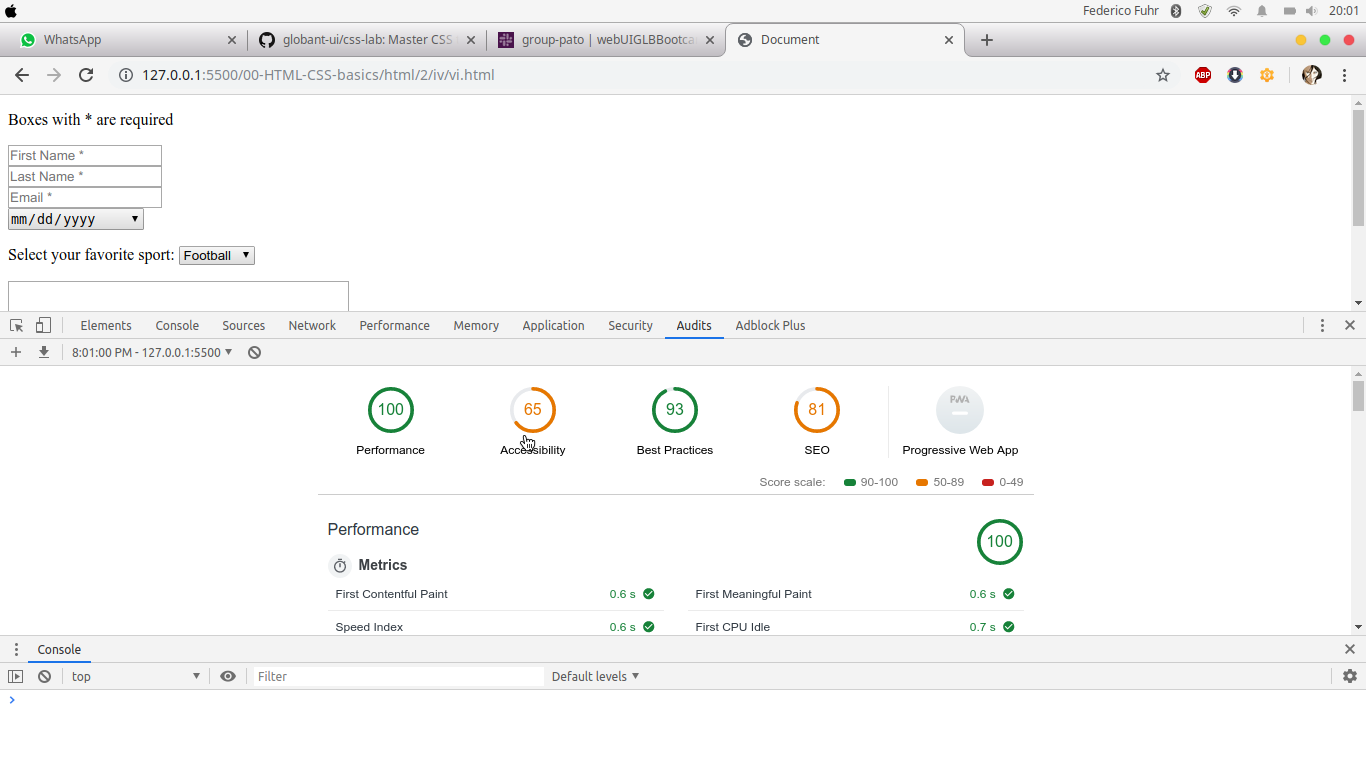 Federico Fuhr 20:01
WhatsApp globant-ui/css-lab: Master CSS group-pato | webUIGLBBootca Document
127.0.0.1:5500/00-HTML-CSS-basics/html/2/iv/vi.html ABP
Boxes with * are required
First Name *
Last Name *
Email *
mm/dd/yyyy
Select your favorite sport: Football
Elements Console Sources Network Performance Memory Application Security Audits Adblock Plus
8:01:00 PM - 127.0.0.1:5500
100 65 93 81 PWA
Performance Accessibility Best Practices SEO Progressive Web App
Score scale: 90-100 50-89 0-49
Performance 100
Metrics
First Contentful Paint 0.6 s First Meaningful Paint 0.6 s
Speed Index 0.6 s First CPU Idle 0.7 s
Console
top Filter Default levels